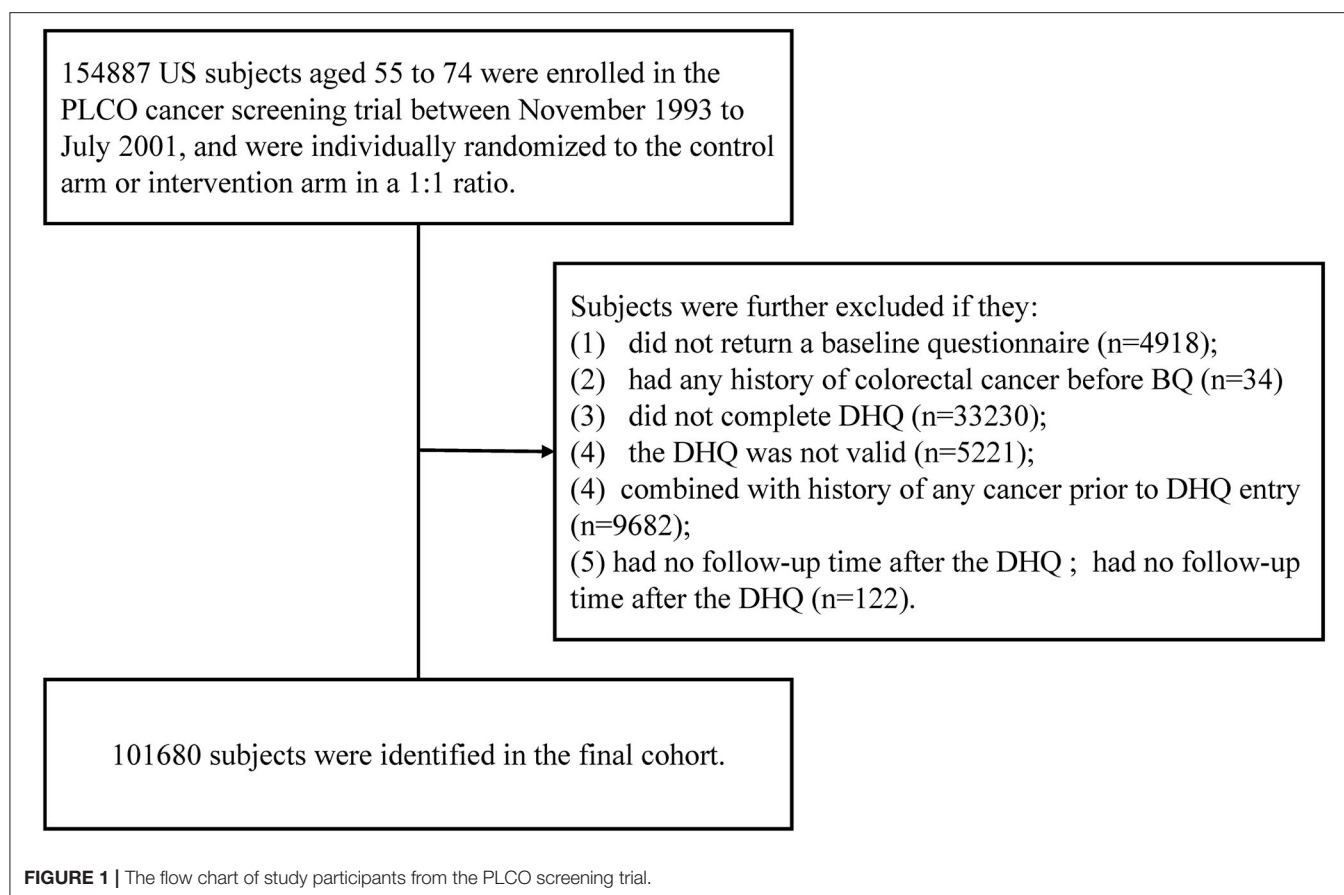 154887 US subjects aged 55 to 74 were enrolled in the
PLCO cancer screening trial between November 1993 to
July 2001, and were individually randomized to the control
arm or intervention arm in a 1:1 ratio.
Subjects were further excluded if they:
(1) did not return a baseline questionnaire (n=4918);
(2) had any history of colorectal cancer before BQ (n=34)
(3) did not complete DHQ (n=33230);
(4) the DHQ was not valid (n=5221);
(4) combined with history of any cancer prior to DHQ entry
(n=9682);
(5) had no follow-up time after the DHQ ; had no follow-up
time after the DHQ (n=122).
101680 subjects were identified in the final cohort.
FIGURE 1 | The flow chart of study participants from the PLCO screening trial.